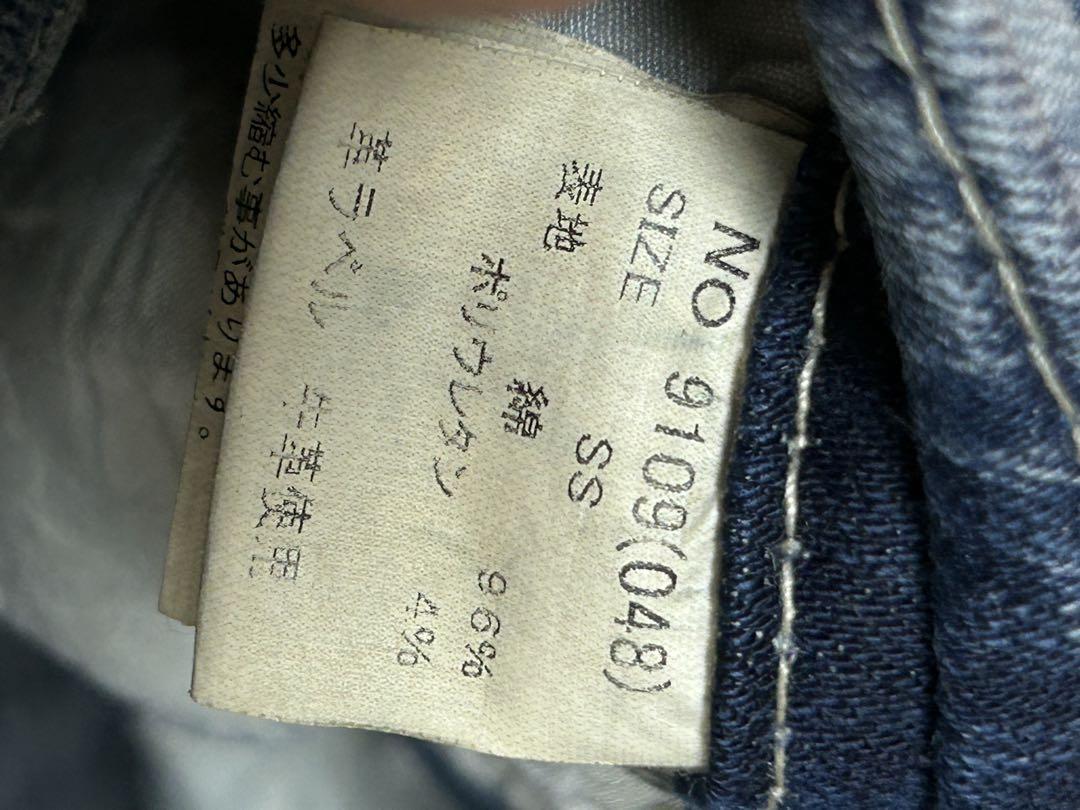 NO 9109(048)
SIZE SS
表地
綿 96%
ポリウレタン 4%
革ラベル 牛革使用
多少縮む事があります。